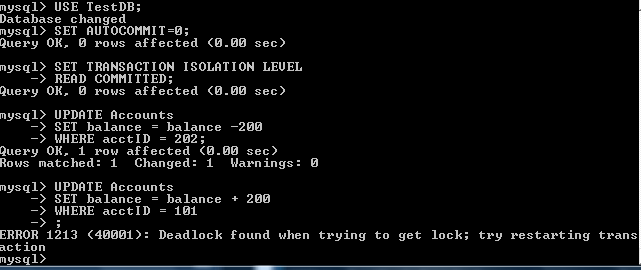 mysql> USE TestDB;
Database changed
mysql> SET AUTOCOMMIT=0;
Query OK, 0 rows affected (0.00 sec)
mysql> SET TRANSACTION ISOLATION LEVEL
-> READ COMMITTED;
Query OK, 0 rows affected (0.00 sec)
mysql> UPDATE Accounts
-> SET balance = balance -200
-> WHERE acctID = 202;
Query OK, 1 row affected (0.00 sec)
Rows matched: 1  Changed: 1  Warnings: 0
mysql> UPDATE Accounts
-> SET balance = balance + 200
-> WHERE acctID = 101
-> ;
ERROR 1213 (40001): Deadlock found when trying to get lock; try restarting trans
action
mysql>